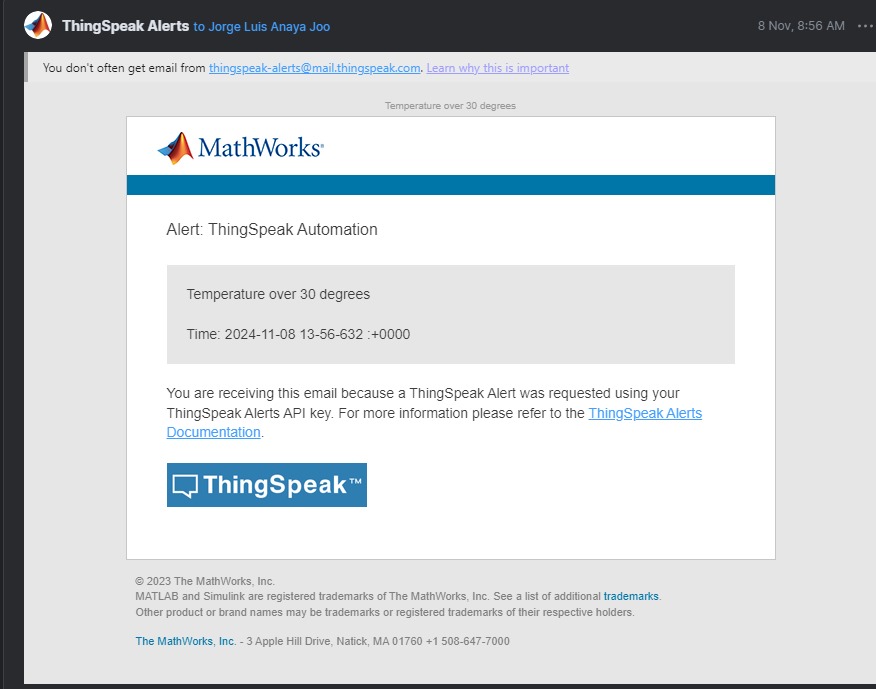 ThingSpeak Alerts to Jorge Luis Anaya Joo
8 Nov, 8:56 AM
You don't often get email from thingspeak-alerts@mail.thingspeak.com. Learn why this is important
Temperature over 30 degrees
MathWorks®
Alert: ThingSpeak Automation
Temperature over 30 degrees
Time: 2024-11-08 13-56-632 :+0000
You are receiving this email because a ThingSpeak Alert was requested using your
ThingSpeak Alerts API key. For more information please refer to the ThingSpeak Alerts
Documentation.
ThingSpeak™
© 2023 The MathWorks, Inc.
MATLAB and Simulink are registered trademarks of The MathWorks, Inc. See a list of additional trademarks.
Other product or brand names may be trademarks or registered trademarks of their respective holders.
The MathWorks, Inc. - 3 Apple Hill Drive, Natick, MA 01760 +1 508-647-7000